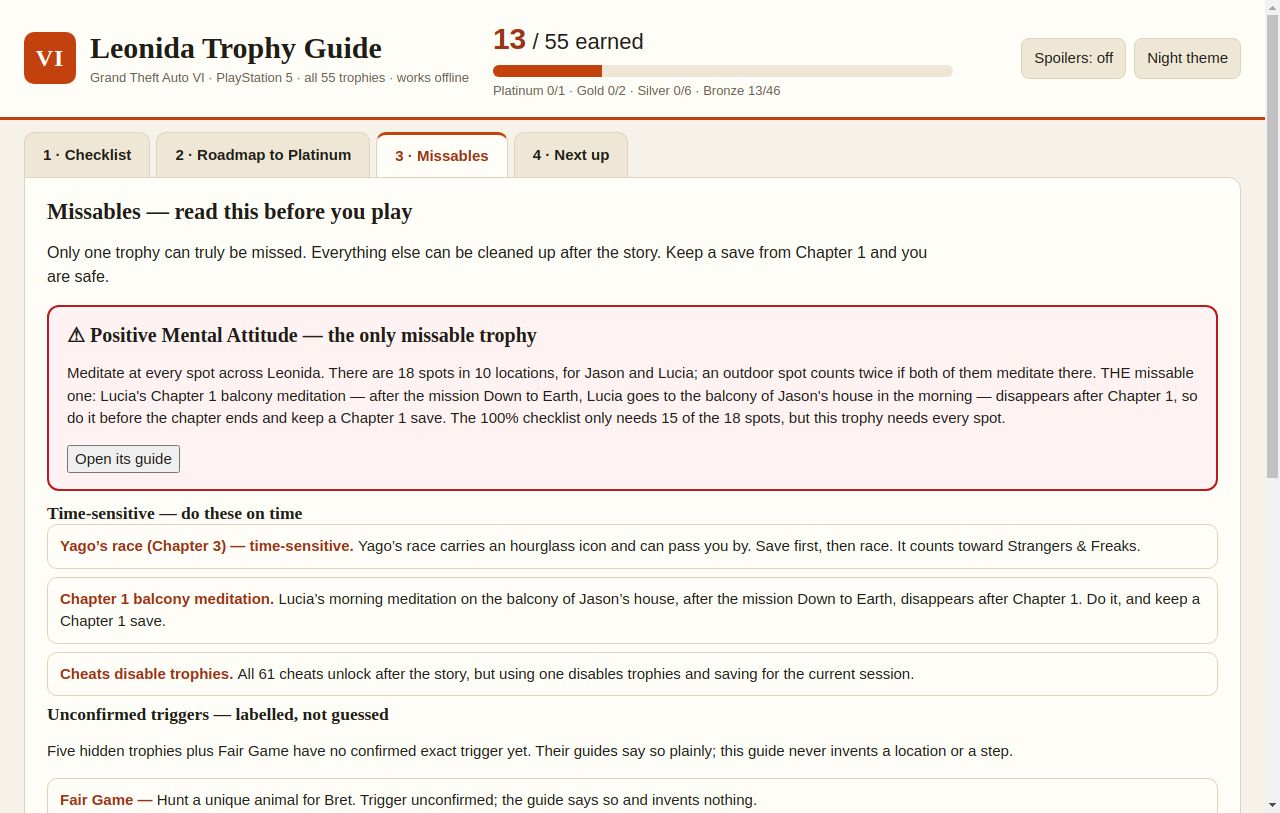 VI
Leonida Trophy Guide
Grand Theft Auto VI · PlayStation 5 · all 55 trophies · works offline
13 / 55 earned
Platinum 0/1 · Gold 0/2 · Silver 0/6 · Bronze 13/46
Spoilers: off
Night theme
1 · Checklist
2 · Roadmap to Platinum
3 · Missables
4 · Next up
Missables — read this before you play
Only one trophy can truly be missed. Everything else can be cleaned up after the story. Keep a save from Chapter 1 and you
are safe.
⚠ Positive Mental Attitude — the only missable trophy
Meditate at every spot across Leonida. There are 18 spots in 10 locations, for Jason and Lucia; an outdoor spot counts twice if both of them meditate there. THE missable
one: Lucia's Chapter 1 balcony meditation — after the mission Down to Earth, Lucia goes to the balcony of Jason's house in the morning — disappears after Chapter 1, so
do it before the chapter ends and keep a Chapter 1 save. The 100% checklist only needs 15 of the 18 spots, but this trophy needs every spot.
Open its guide
Time-sensitive — do these on time
Yago’s race (Chapter 3) — time-sensitive. Yago’s race carries an hourglass icon and can pass you by. Save first, then race. It counts toward Strangers & Freaks.
Chapter 1 balcony meditation. Lucia’s morning meditation on the balcony of Jason’s house, after the mission Down to Earth, disappears after Chapter 1. Do it, and keep a
Chapter 1 save.
Cheats disable trophies. All 61 cheats unlock after the story, but using one disables trophies and saving for the current session.
Unconfirmed triggers — labelled, not guessed
Five hidden trophies plus Fair Game have no confirmed exact trigger yet. Their guides say so plainly; this guide never invents a location or a step.
Fair Game — Hunt a unique animal for Bret. Trigger unconfirmed; the guide says so and invents nothing.